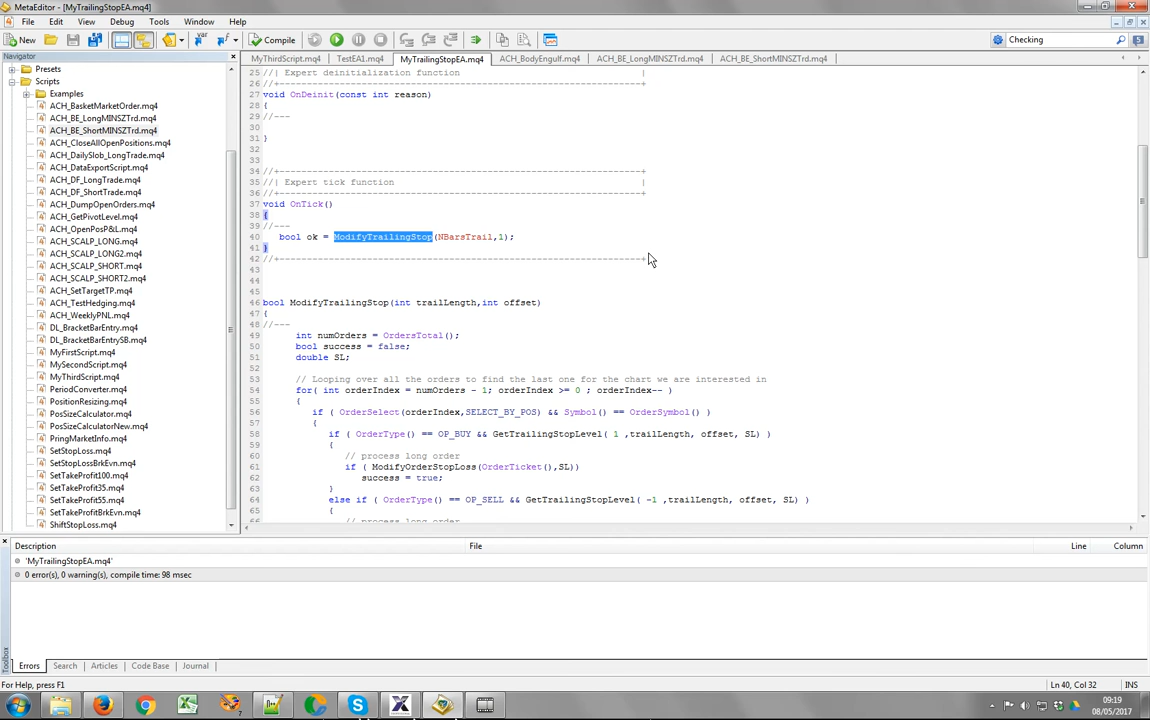 MetaEditor - [MyTrailingStopEA.mq4]
File Edit View Debug Tools Window Help
New Compile Checking 5
Navigator
Presets
Scripts
Examples
ACH_BasketMarketOrder.mq4
ACH_BE_LongMINSZTrd.mq4
ACH_BE_ShortMINSZTrd.mq4
ACH_CloseAllOpenPositions.mq4
ACH_DailySlob_LongTrade.mq4
ACH_DataExportScript.mq4
ACH_DF_LongTrade.mq4
ACH_DF_ShortTrade.mq4
ACH_DumpOpenOrders.mq4
ACH_GetPivotLevel.mq4
ACH_OpenPosP&L.mq4
ACH_SCALP_LONG.mq4
ACH_SCALP_LONG2.mq4
ACH_SCALP_SHORT.mq4
ACH_SCALP_SHORT2.mq4
ACH_SetTargetTP.mq4
ACH_TestHedging.mq4
ACH_WeeklyPNL.mq4
DL_BracketBarEntry.mq4
DL_BracketBarEntrySB.mq4
MyFirstScript.mq4
MySecondScript.mq4
MyThirdScript.mq4
PeriodConverter.mq4
PositionResizing.mq4
PosSizeCalculator.mq4
PosSizeCalculatorNew.mq4
PringMarketInfo.mq4
SetStopLoss.mq4
SetStopLossBrkEvn.mq4
SetTakeProfit100.mq4
SetTakeProfit35.mq4
SetTakeProfit55.mq4
SetTakeProfitBrkEvn.mq4
ShiftStopLoss.mq4
MyThirdScript.mq4 TestEA1.mq4 MyTrailingStopEA.mq4 ACH_BodyEngulf.mq4 ACH_BE_LongMINSZTrd.mq4 ACH_BE_ShortMINSZTrd.mq4
25 //| Expert deinitialization function |
26 //+------------------------------------------------------------------+
27 void OnDeinit(const int reason)
28 {
29 //---
30
31 }
32
33
34 //+------------------------------------------------------------------+
35 //| Expert tick function |
36 //+------------------------------------------------------------------+
37 void OnTick()
38 {
39 //---
40 bool ok = ModifyTrailingStop(NBarsTrail,1);
41 }
42 //+------------------------------------------------------------------+
43
44
45
46 bool ModifyTrailingStop(int trailLength,int offset)
47 {
48 //---
49 int numOrders = OrdersTotal();
50 bool success = false;
51 double SL;
52
53 // Looping over all the orders to find the last one for the chart we are interested in
54 for( int orderIndex = numOrders - 1; orderIndex >= 0 ; orderIndex-- )
55 {
56 if ( OrderSelect(orderIndex,SELECT_BY_POS) && Symbol() == OrderSymbol() )
57 {
58 if ( OrderType() == OP_BUY && GetTrailingStopLevel( 1 ,trailLength, offset, SL) )
59 {
60 // process long order
61 if ( ModifyOrderStopLoss(OrderTicket(),SL))
62 success = true;
63 }
64 else if ( OrderType() == OP_SELL && GetTrailingStopLevel( -1 ,trailLength, offset, SL) )
65 {
66 // process long order
Description File Line Column
'MyTrailingStopEA.mq4'
0 error(s), 0 warning(s), compile time: 98 msec
Toolbox
Errors Search Articles Code Base Journal
For Help, press F1 Ln 40, Col 32 INS
09:19
08/05/2017